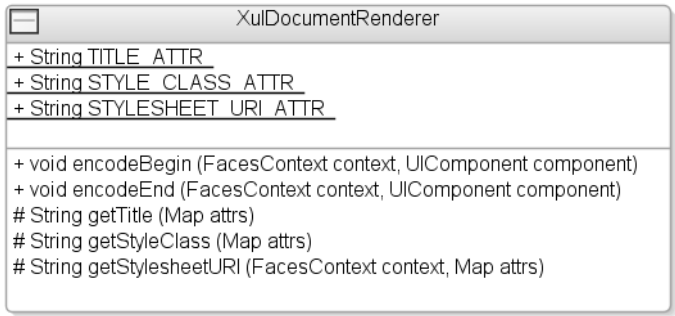 XulDocumentRenderer
+ String TITLE_ATTR
+ String STYLE_CLASS_ATTR
+ String STYLESHEET_URI_ATTR
+ void encodeBegin (FacesContext context, UIComponent component)
+ void encodeEnd (FacesContext context, UIComponent component)
# String getTitle (Map attrs)
# String getStyleClass (Map attrs)
# String getStylesheetURI (FacesContext context, Map attrs)